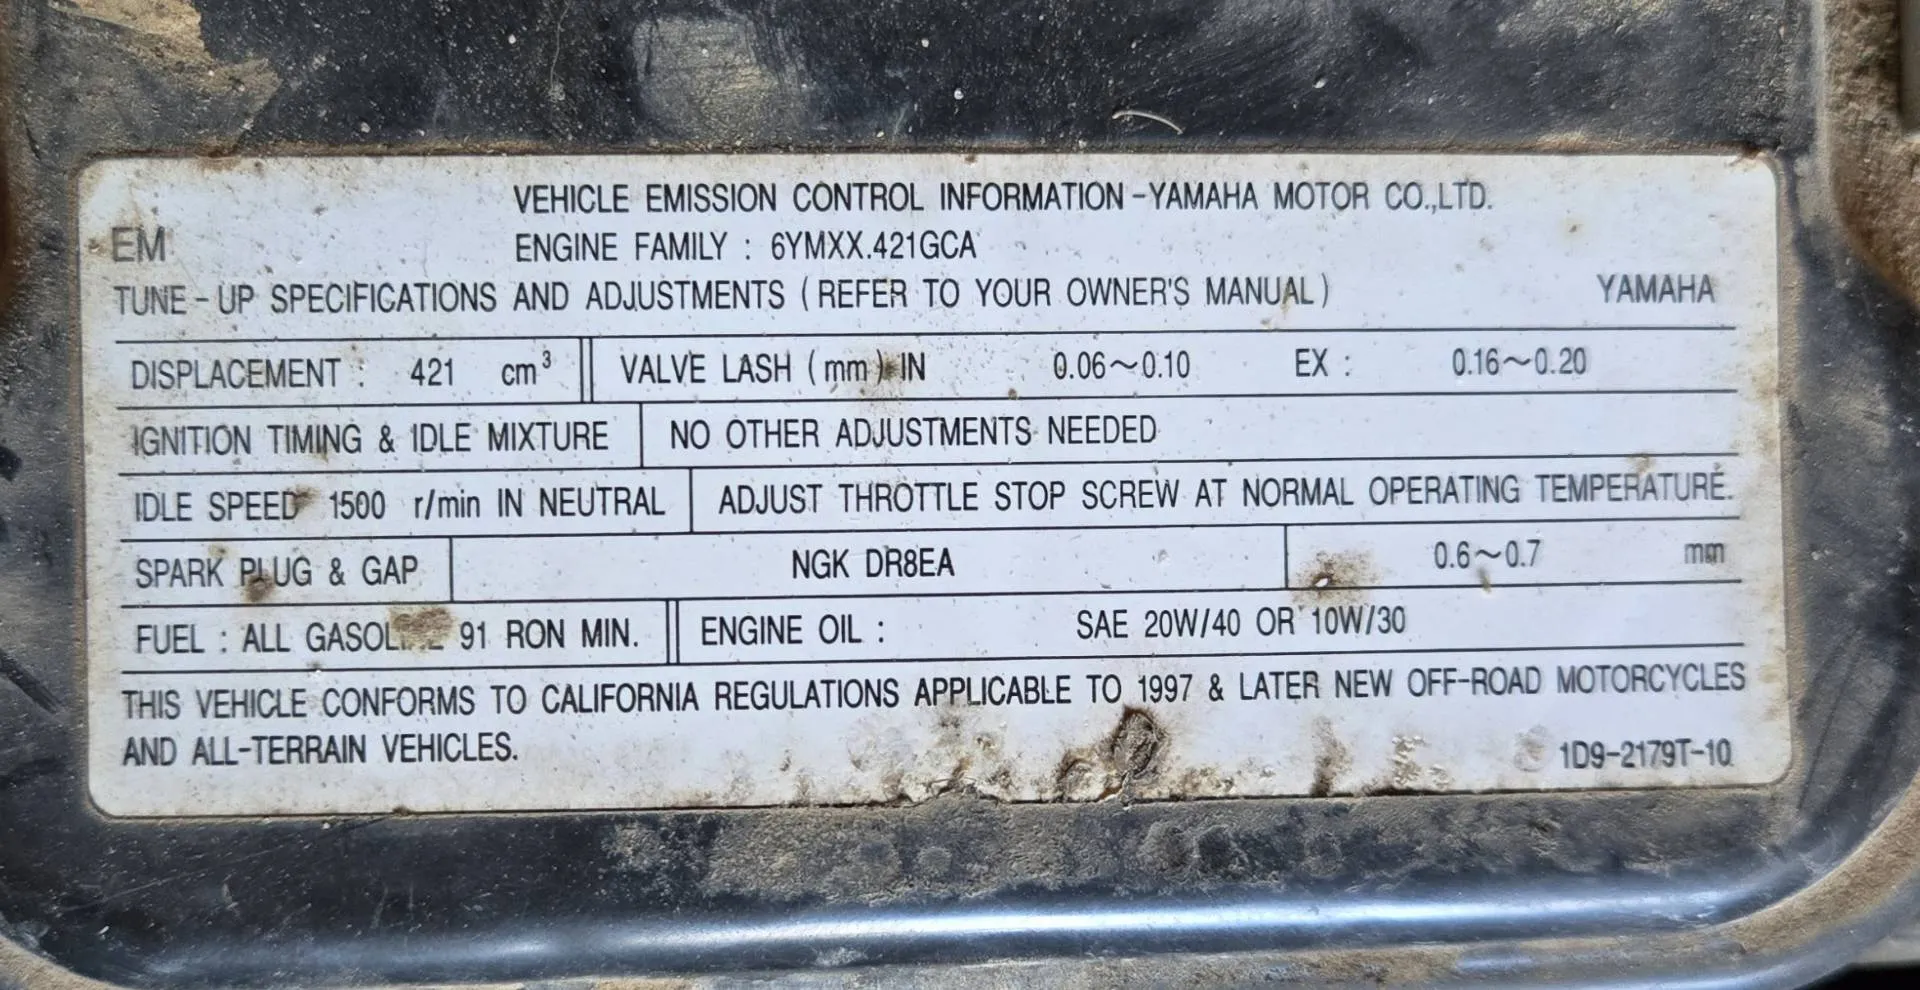 VEHICLE EMISSION CONTROL INFORMATION-YAMAHA MOTOR CO.,LTD.
EM ENGINE FAMILY : 6YMXX.421GCA
TUNE-UP SPECIFICATIONS AND ADJUSTMENTS (REFER TO YOUR OWNER'S MANUAL) YAMAHA
DISPLACEMENT : 421 cm³ VALVE LASH (mm) IN 0.06~0.10 EX : 0.16~0.20
IGNITION TIMING & IDLE MIXTURE NO OTHER ADJUSTMENTS NEEDED
IDLE SPEED 1500 r/min IN NEUTRAL ADJUST THROTTLE STOP SCREW AT NORMAL OPERATING TEMPERATURE.
SPARK PLUG & GAP NGK DR8EA 0.6~0.7 mm
FUEL : ALL GASOLINE 91 RON MIN. ENGINE OIL : SAE 20W/40 OR 10W/30
THIS VEHICLE CONFORMS TO CALIFORNIA REGULATIONS APPLICABLE TO 1997 & LATER NEW OFF-ROAD MOTORCYCLES
AND ALL-TERRAIN VEHICLES. 1D9-2179T-10